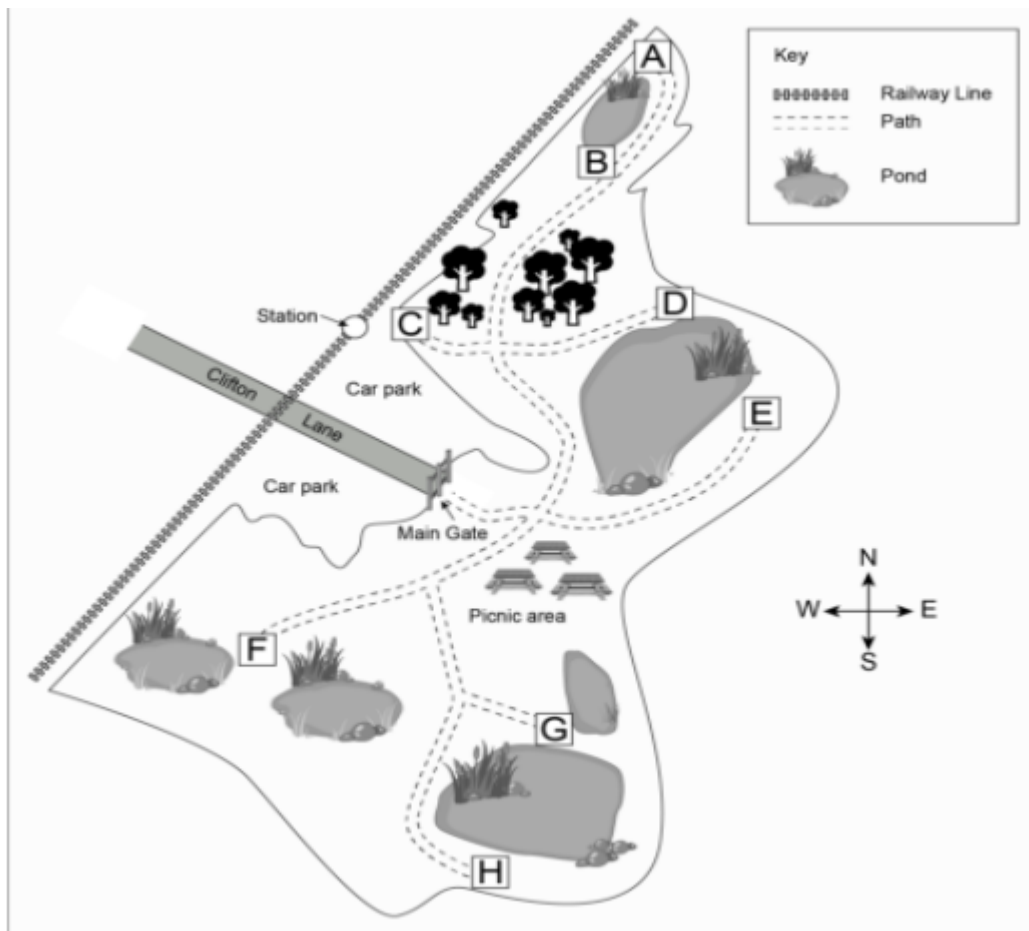 A
Key
Railway Line
Path
B
Pond
Station
C
D
Clifton
Lane
Car park
E
Car park
Main Gate
N
W
E
S
Picnic area
F
G
H